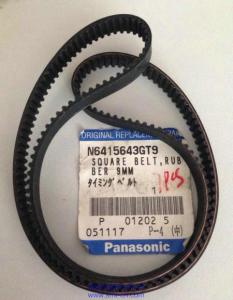 ORIGINAL REPLACEMENT
N6415643GT9
SQUARE BELT,RUB
BER 9MM
タイミングベルト
P 01202 5
051117 P-4 (中)
Panasonic